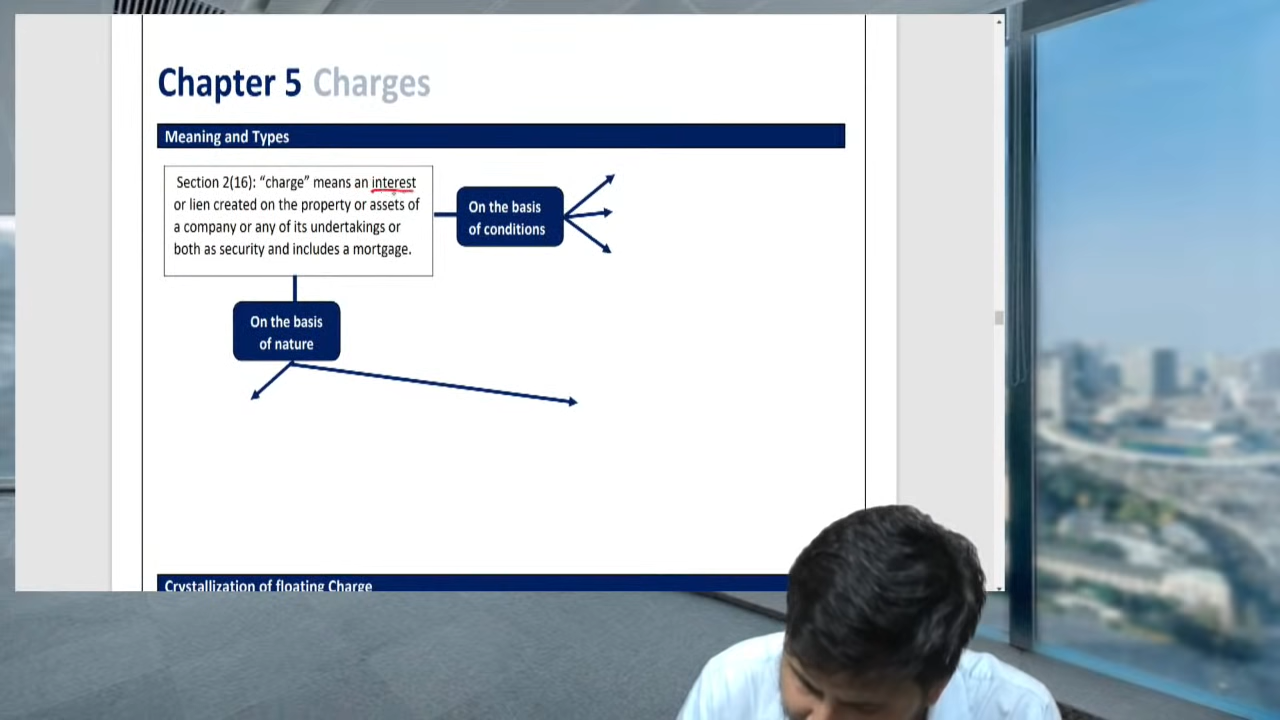 Chapter 5 Charges
Meaning and Types
Section 2(16): “charge” means an interest
or lien created on the property or assets of
a company or any of its undertakings or
both as security and includes a mortgage.
On the basis
of conditions
On the basis
of nature
Crystallization of floating Charge